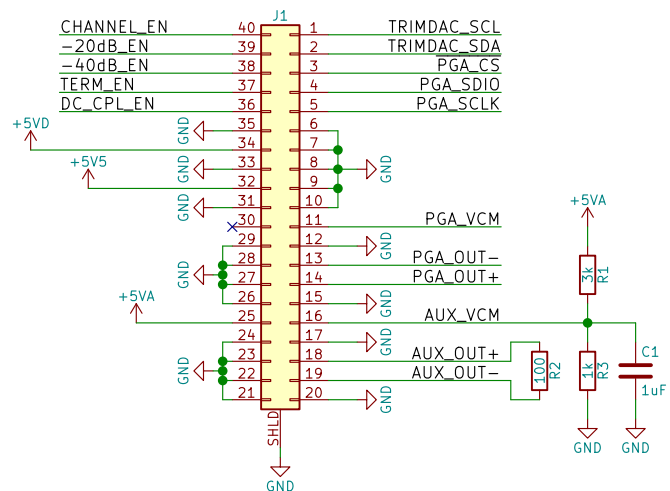 J1
CHANNEL_EN 40 1 TRIMDAC_SCL
-20dB_EN 39 2 TRIMDAC_SDA
-40dB_EN 38 3 PGA_CS
TERM_EN 37 4 PGA_SDIO
DC_CPL_EN 36 5 PGA_SCLK
GND 35 6
+5VD 34 7
GND 33 8 GND
+5V5 32 9
GND 31 10
30 11 PGA_VCM
29 12 GND
GND 28 13 PGA_OUT-
27 14 PGA_OUT+
26 15 GND
+5VA 25 16 AUX_VCM
24 17 GND
GND 23 18 AUX_OUT+
22 19 AUX_OUT-
21 20 GND
SHLD
GND
100 R2
+5VA
3k R1
1k R3
C1
1uF
GND GND